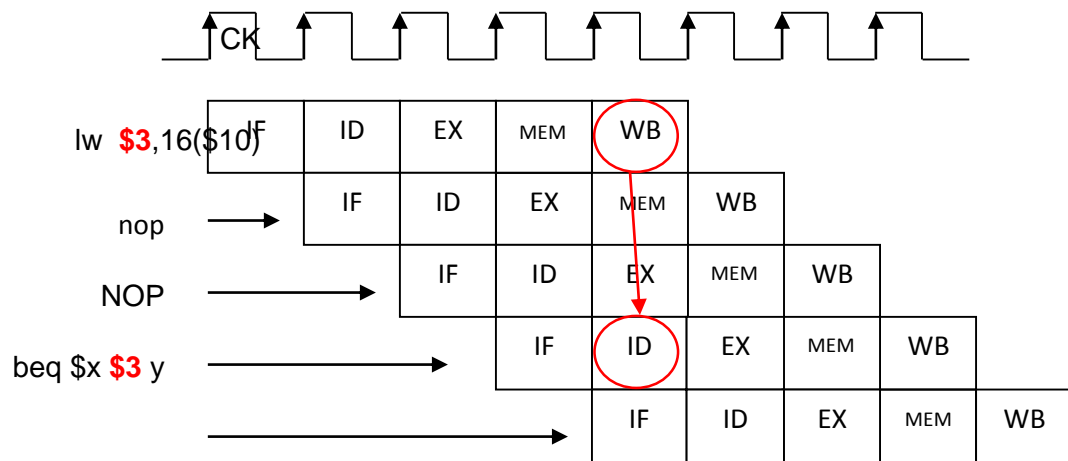 CK
lw $3,16($10) IF ID EX MEM WB
nop IF ID EX MEM WB
NOP IF ID EX MEM WB
beq $x $3 y IF ID EX MEM WB
IF ID EX MEM WB